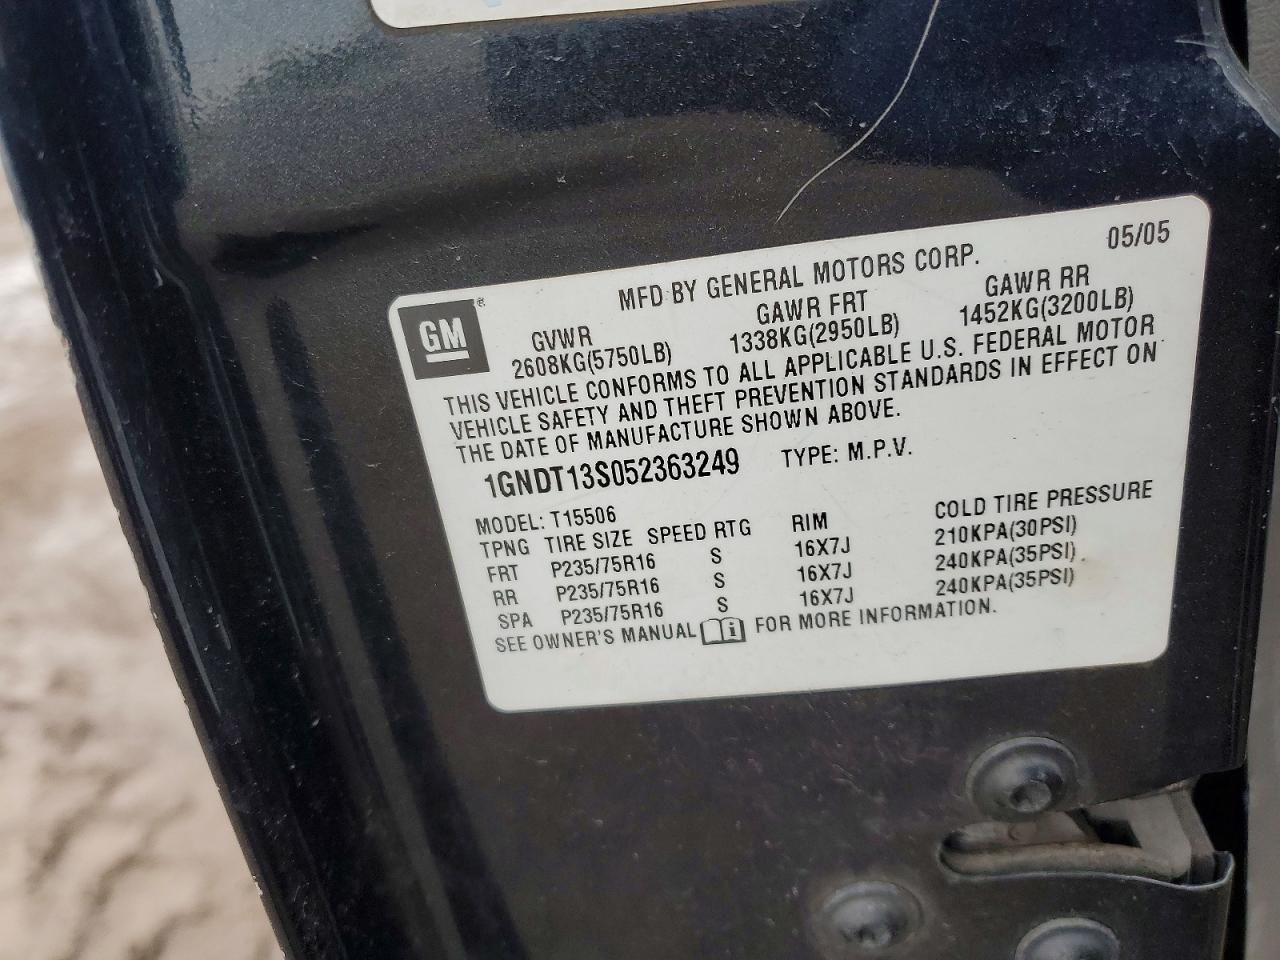 05/05
GM®
MFD BY GENERAL MOTORS CORP.
GVWR GAWR FRT GAWR RR
2608KG(5750LB) 1338KG(2950LB) 1452KG(3200LB)
THIS VEHICLE CONFORMS TO ALL APPLICABLE U.S. FEDERAL MOTOR
VEHICLE SAFETY AND THEFT PREVENTION STANDARDS IN EFFECT ON
THE DATE OF MANUFACTURE SHOWN ABOVE.
1GNDT13S052363249 TYPE: M.P.V.
MODEL: T15506
TPNG TIRE SIZE SPEED RTG RIM COLD TIRE PRESSURE
FRT P235/75R16 S 16X7J 210KPA(30PSI)
RR P235/75R16 S 16X7J 240KPA(35PSI)
SPA P235/75R16 S 16X7J 240KPA(35PSI)
SEE OWNER'S MANUAL i FOR MORE INFORMATION.